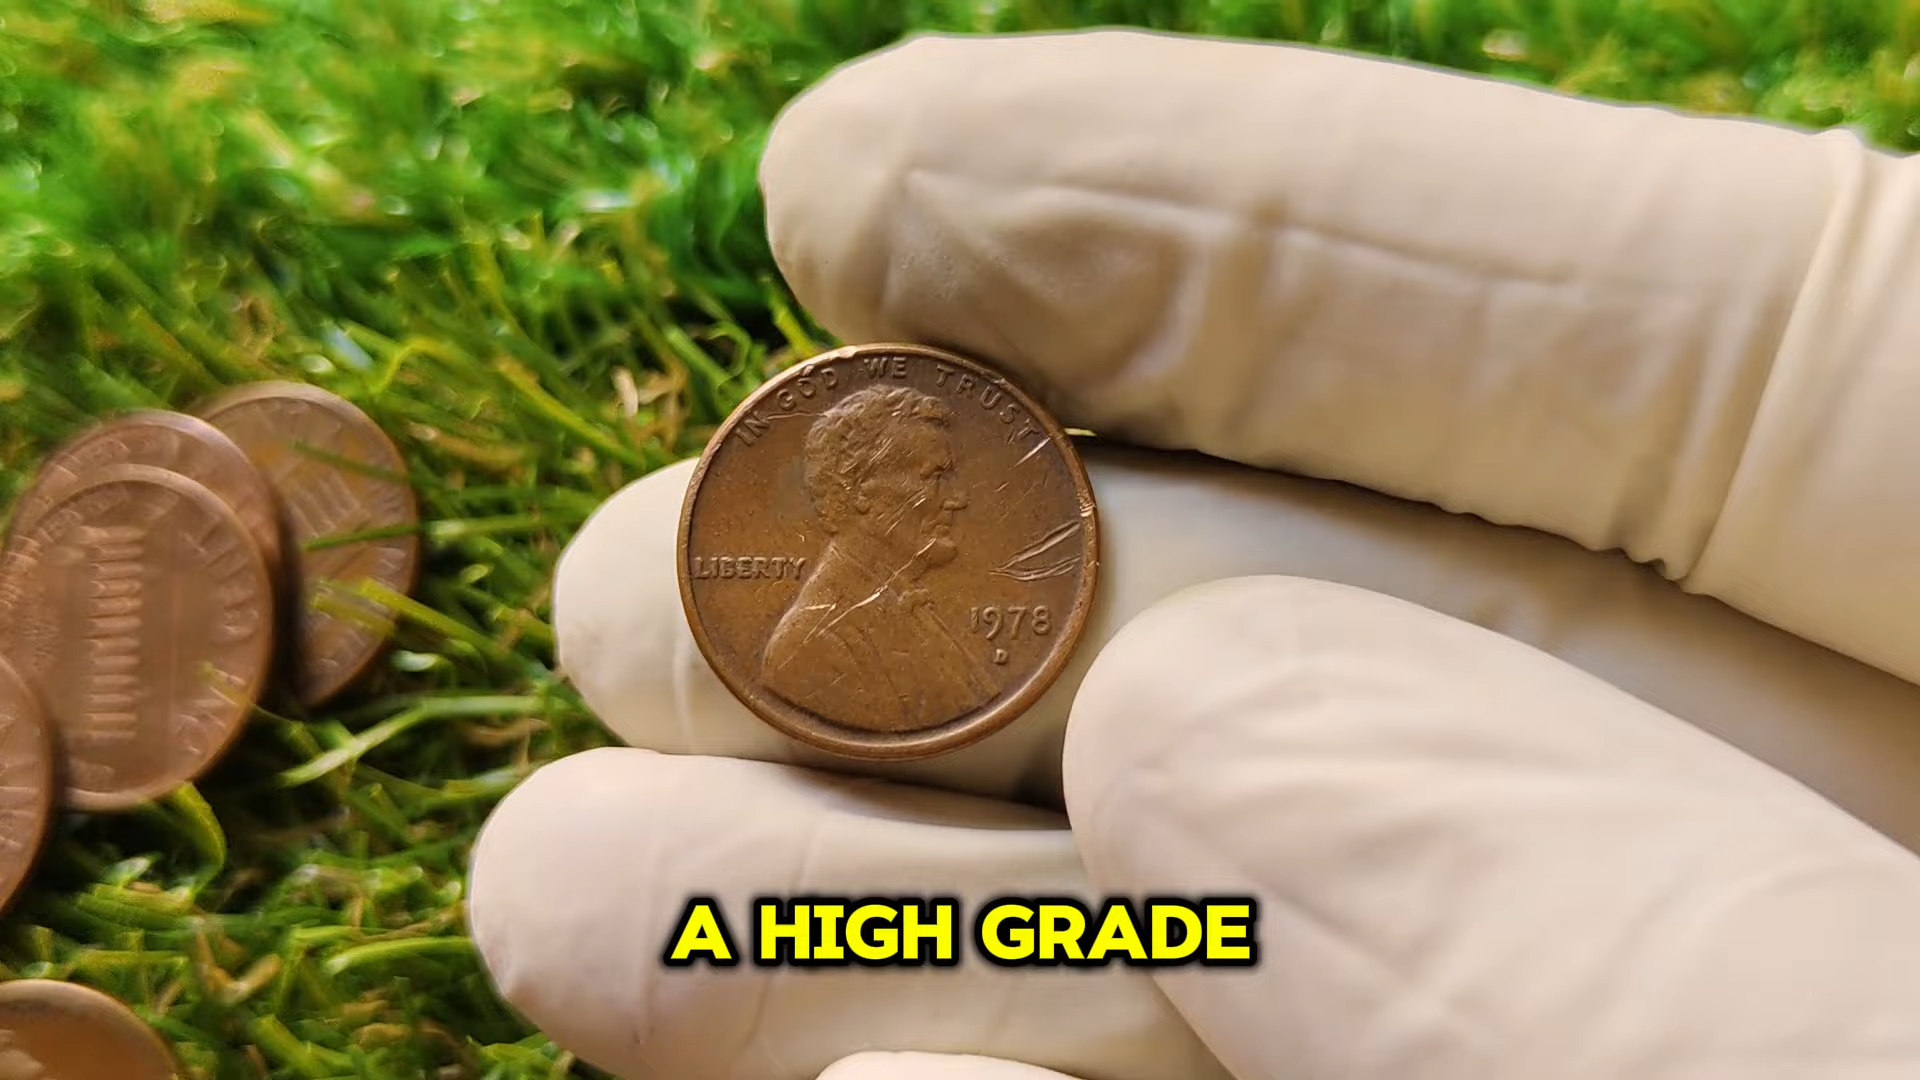 IN GOD WE TRUST
LIBERTY
1978
D
A HIGH GRADE